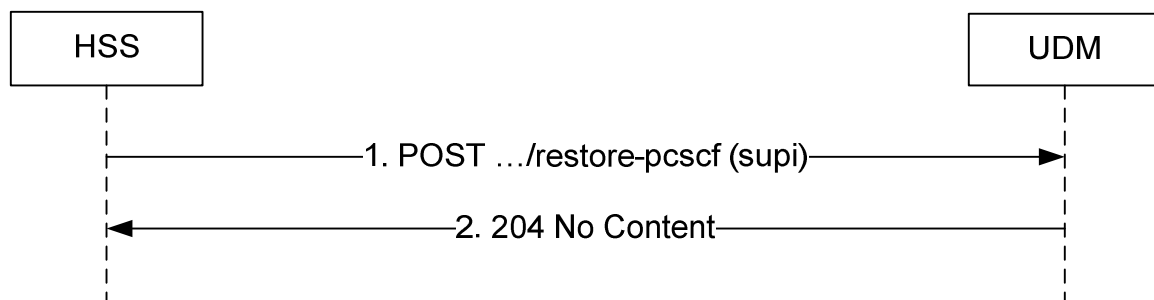 HSS
UDM
1. POST …/restore-pcscf (supi)
2. 204 No Content